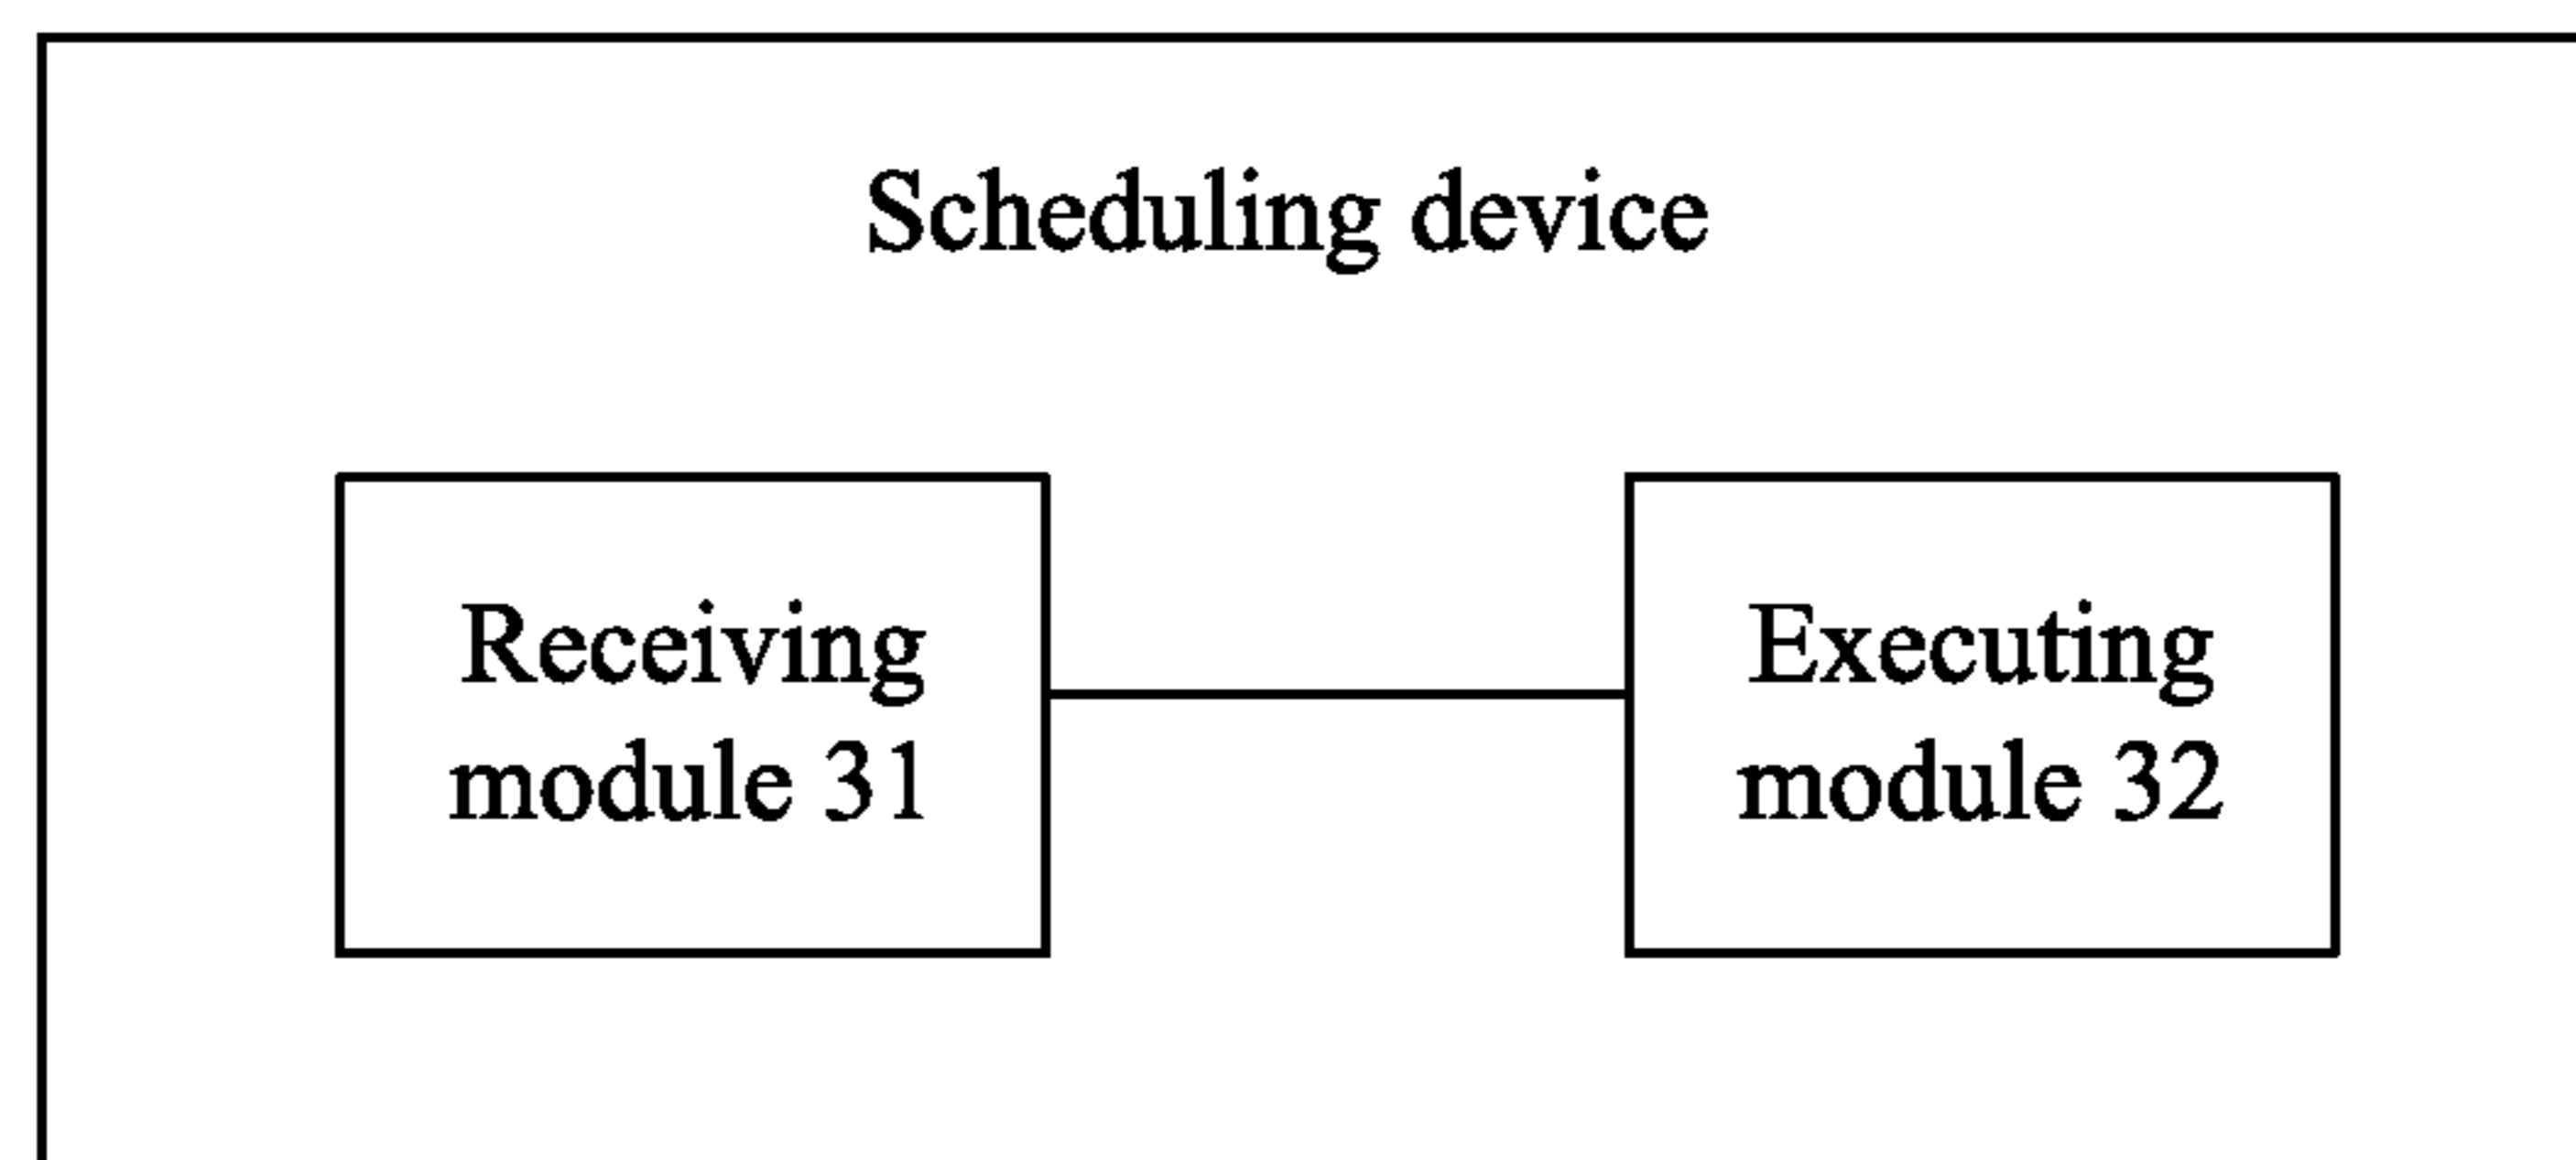 Scheduling device
Receiving
module 31
Executing
module 32